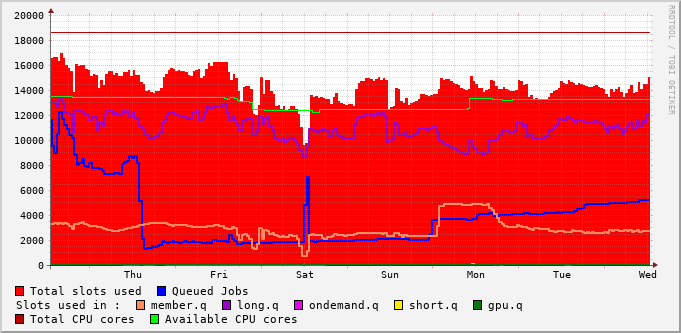 RRDTOOL / TOBI OETIKER
20000
18000
16000
14000
12000
10000
8000
6000
4000
2000
0
Thu Fri Sat Sun Mon Tue Wed
Total slots used Queued Jobs
Slots used in : member.q long.q ondemand.q short.q gpu.q
Total CPU cores Available CPU cores